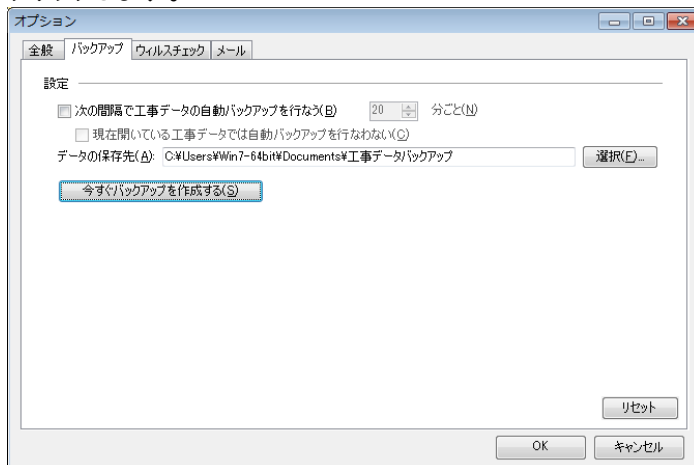 オプション
全般 バックアップ ウィルスチェック メール
設定
次の間隔で工事データの自動バックアップを行なう(B) 20 分ごと(N)
現在開いている工事データでは自動バックアップを行なわない(C)
データの保存先(A): C:¥Users¥Win7-64bit¥Documents¥工事データバックアップ 選択(F)...
今すぐバックアップを作成する(S)
リセット
OK キャンセル